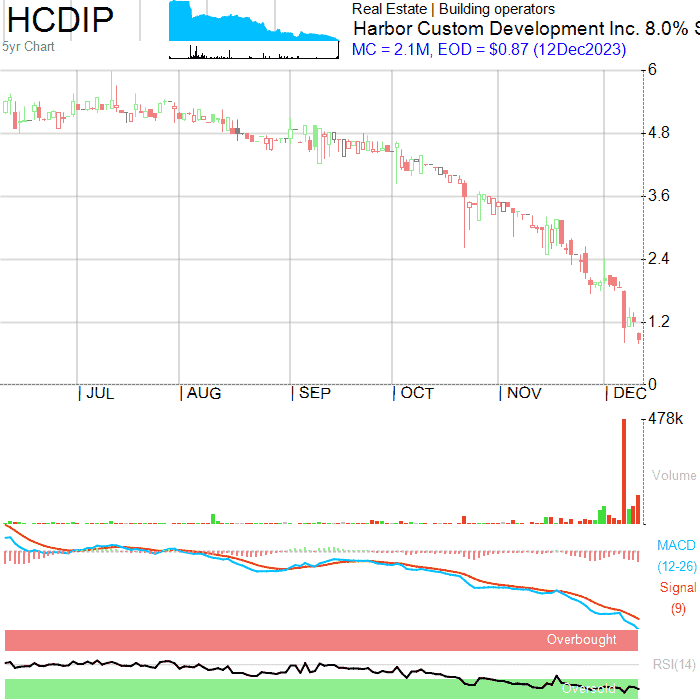 HCDIP
5yr Chart
Real Estate | Building operators
Harbor Custom Development Inc. 8.0% S
MC = 2.1M, EOD = $0.87 (12Dec2023)
6
4.8
3.6
2.4
1.2
0
| JUL | AUG | SEP | OCT | NOV | DEC
478k
Volume
MACD
(12-26)
Signal
(9)
Overbought
RSI(14)
Oversold